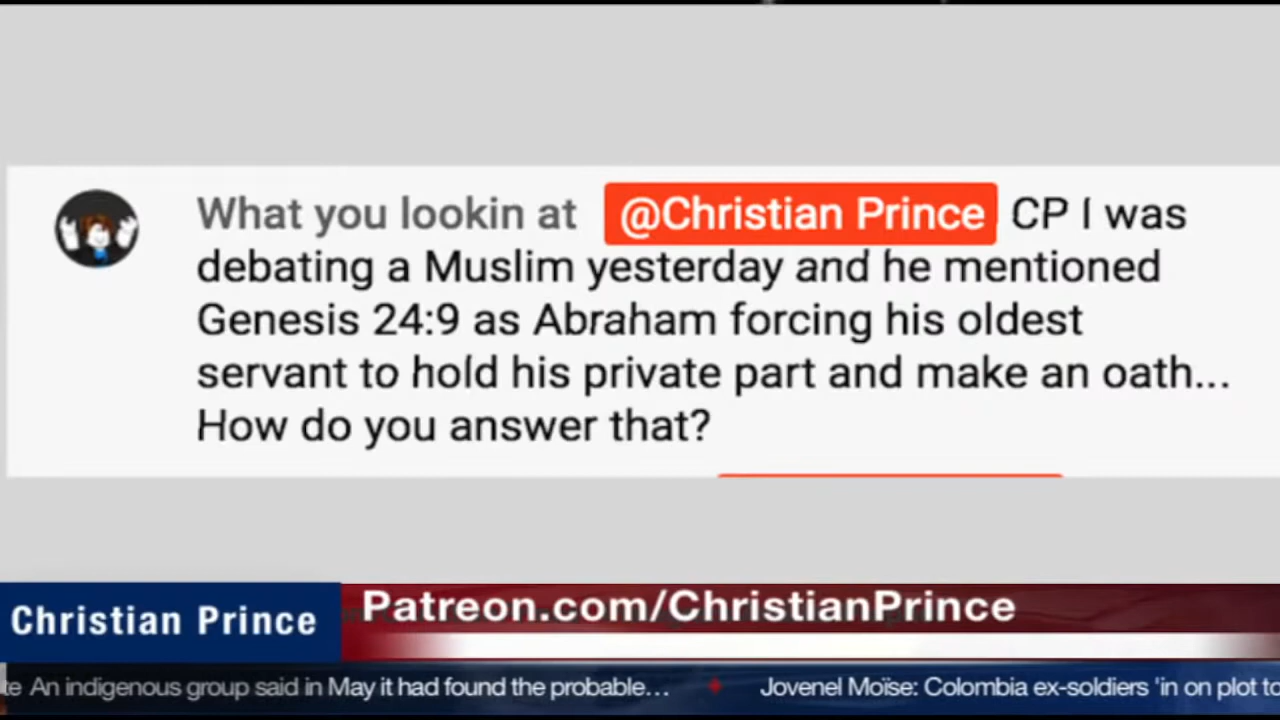 What you lookin at @Christian Prince CP I was
debating a Muslim yesterday and he mentioned
Genesis 24:9 as Abraham forcing his oldest
servant to hold his private part and make an oath...
How do you answer that?
Christian Prince
Patreon.com/ChristianPrince
te An indigenous group said in May it had found the probable... Jovenel Moïse: Colombia ex-soldiers 'in on plot to